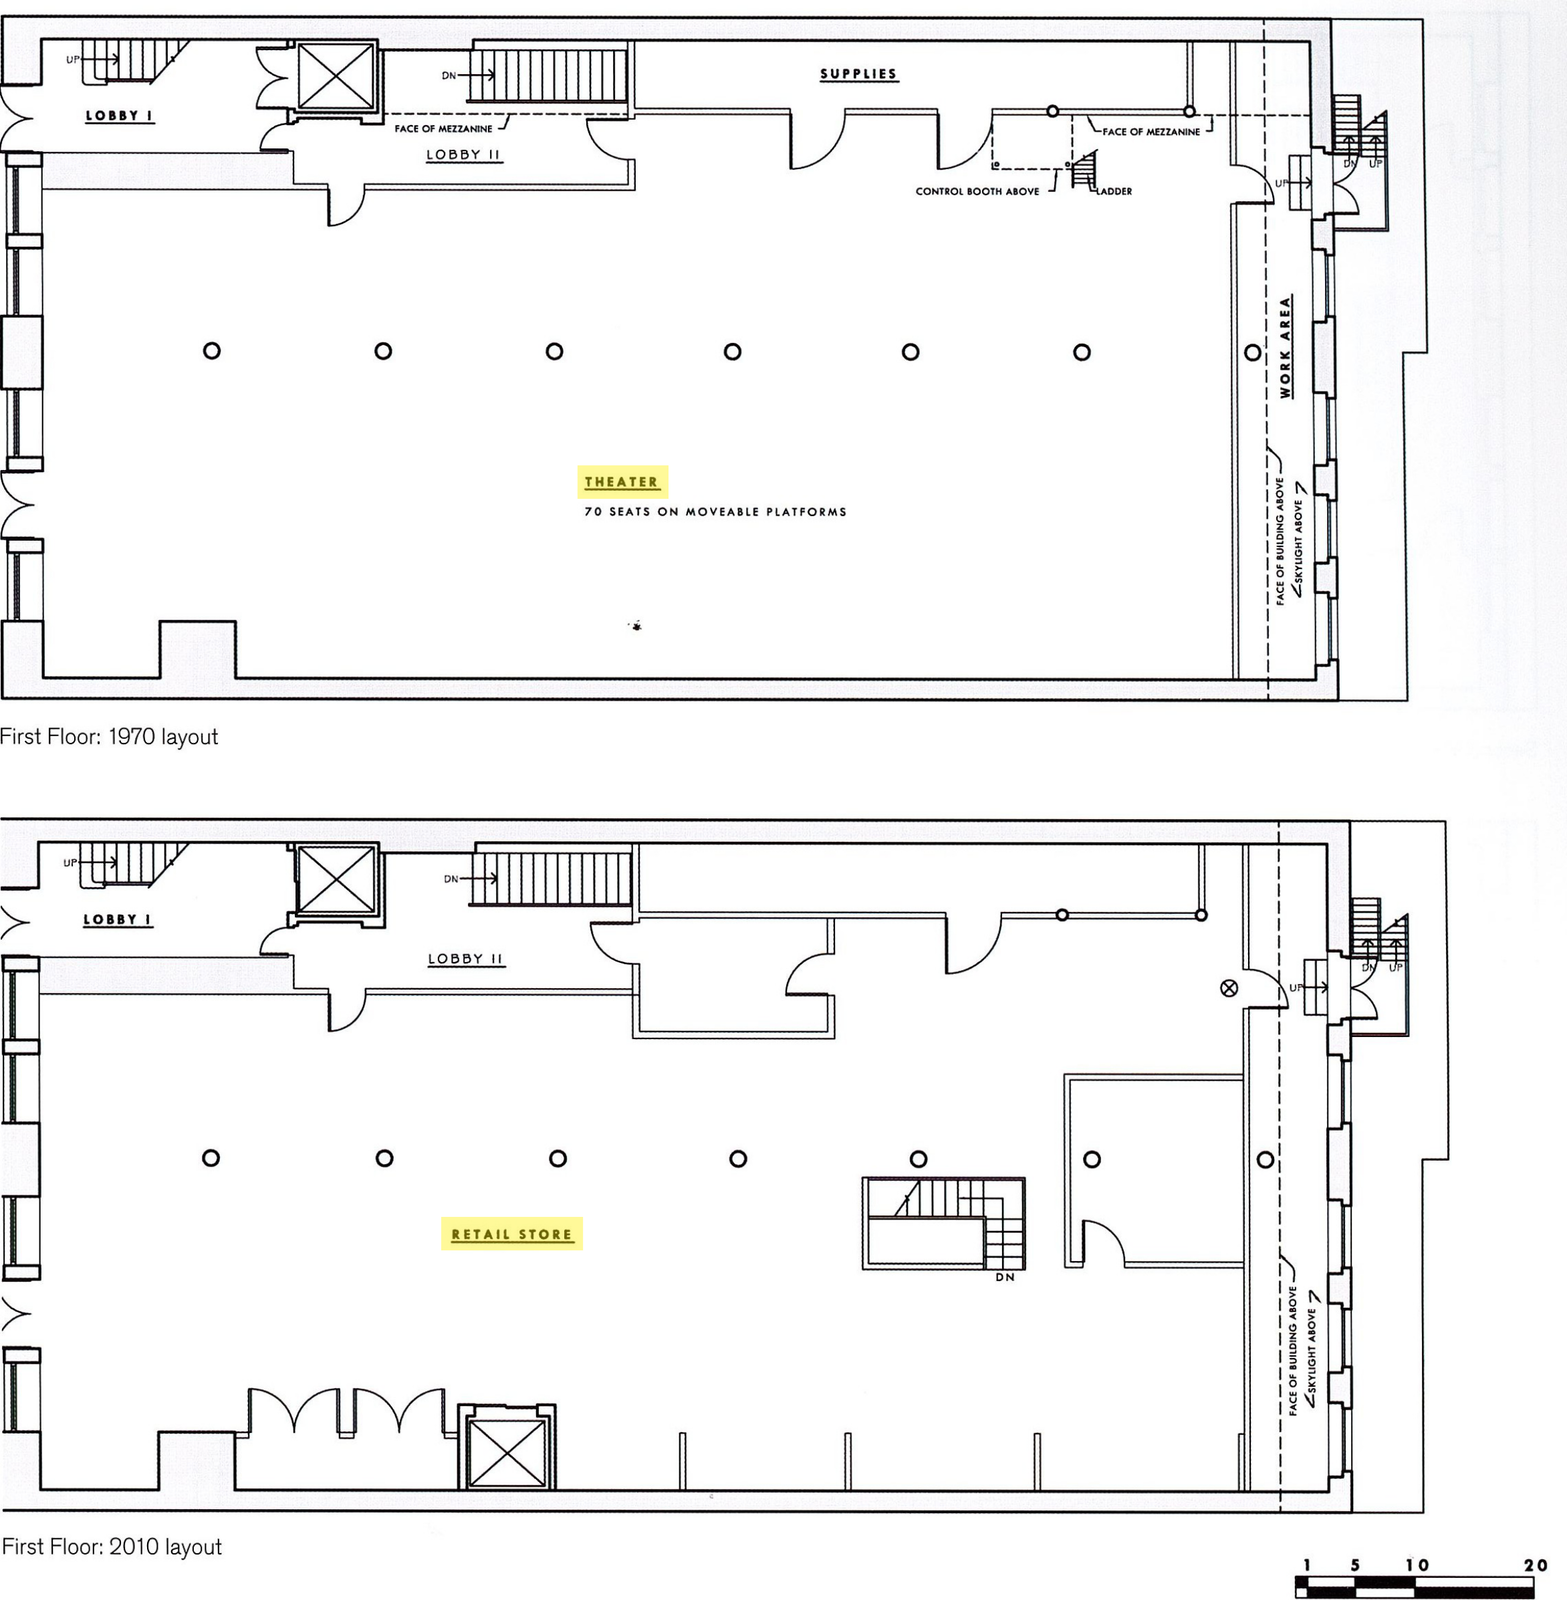 UP
LOBBY I
DN
SUPPLIES
FACE OF MEZZANINE
LOBBY II
FACE OF MEZZANINE
CONTROL BOOTH ABOVE
LADDER
UP
DN
UP
WORK AREA
THEATER
70 SEATS ON MOVEABLE PLATFORMS
FACE OF BUILDING ABOVE
SKYLIGHT ABOVE
First Floor: 1970 layout
UP
LOBBY I
DN
LOBBY II
UP
DN
UP
RETAIL STORE
DN
FACE OF BUILDING ABOVE
SKYLIGHT ABOVE
First Floor: 2010 layout
1 5 10 20